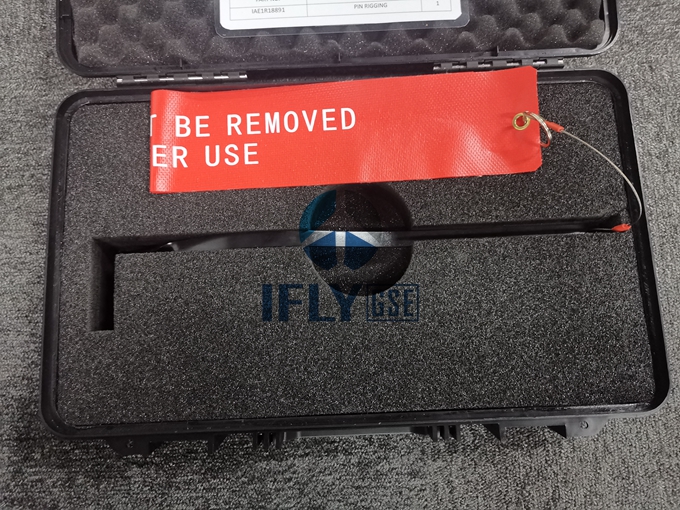 IAE1R18891 PIN RIGGING 1
T BE REMOVED
ER USE
IFLY GSE